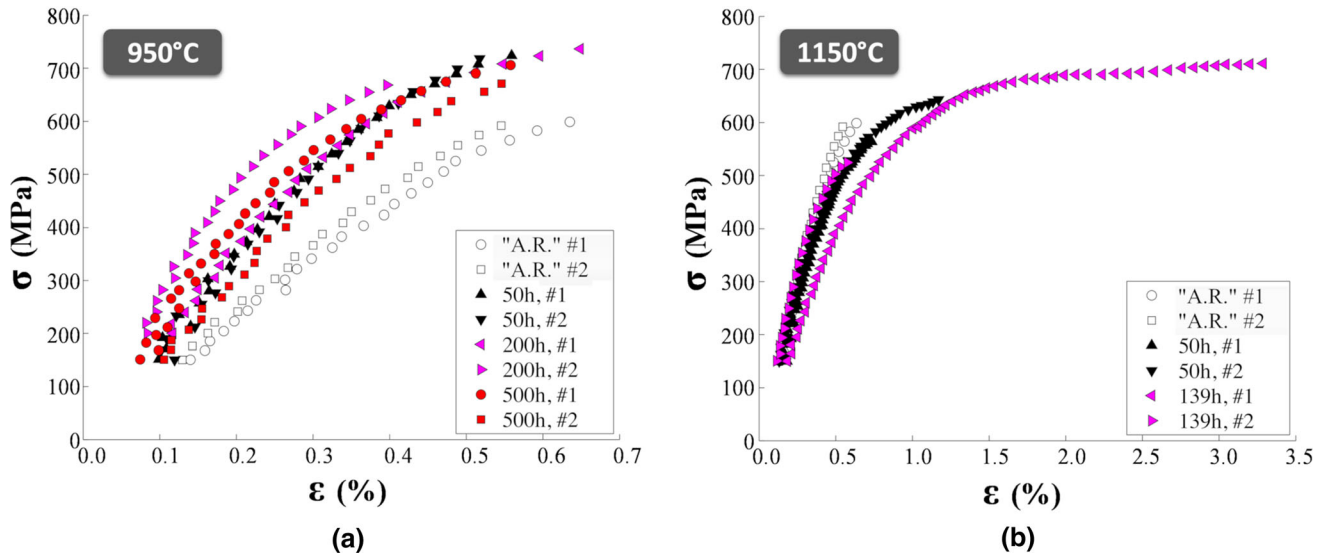 950°C
800
700
600
500
400
300
200
100
0
σ (MPa)
0.0 0.1 0.2 0.3 0.4 0.5 0.6 0.7
ε (%)
"A.R." #1
"A.R." #2
50h, #1
50h, #2
200h, #1
200h, #2
500h, #1
500h, #2
(a)
1150°C
800
700
600
500
400
300
200
100
0
σ (MPa)
0.0 0.5 1.0 1.5 2.0 2.5 3.0 3.5
ε (%)
"A.R." #1
"A.R." #2
50h, #1
50h, #2
139h, #1
139h, #2
(b)